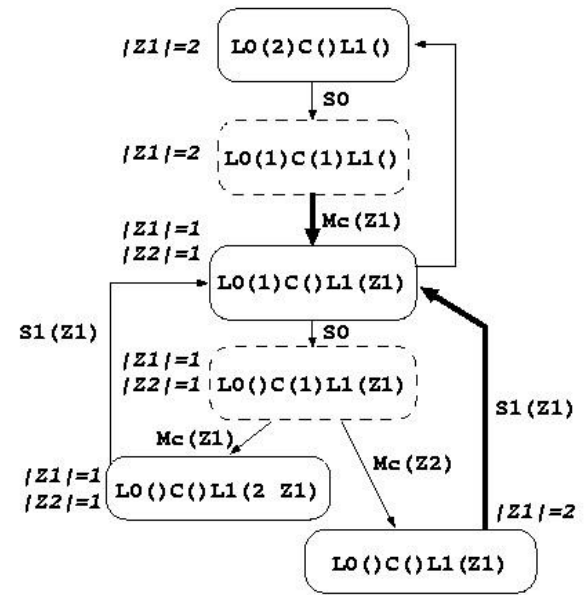 |Z1|=2
L0(2)C()L1()
S0
|Z1|=2
L0(1)C(1)L1()
Mc(Z1)
|Z1|=1
|Z2|=1
L0(1)C()L1(Z1)
S0
S1(Z1)
|Z1|=1
|Z2|=1
L0()C(1)L1(Z1)
S1(Z1)
Mc(Z1)
Mc(Z2)
|Z1|=1
|Z2|=1
L0()C()L1(2 Z1)
|Z1|=2
L0()C()L1(Z1)